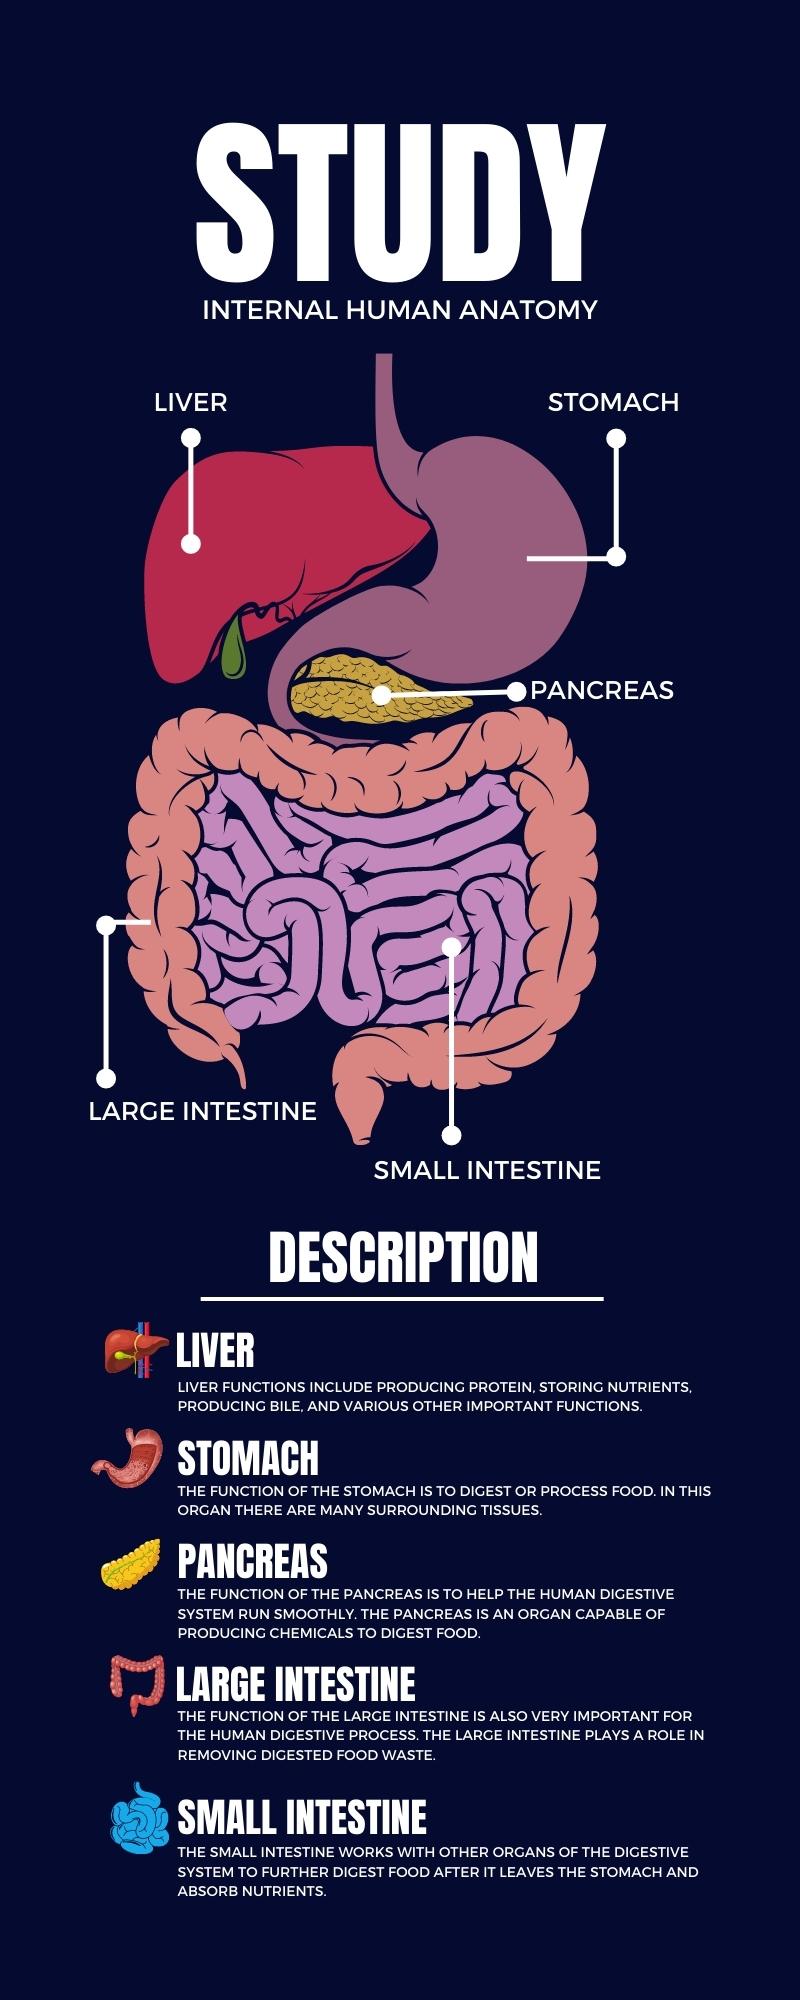 STUDY
INTERNAL HUMAN ANATOMY
LIVER
STOMACH
PANCREAS
LARGE INTESTINE
SMALL INTESTINE
DESCRIPTION
LIVER
LIVER FUNCTIONS INCLUDE PRODUCING PROTEIN, STORING NUTRIENTS,
PRODUCING BILE, AND VARIOUS OTHER IMPORTANT FUNCTIONS.
STOMACH
THE FUNCTION OF THE STOMACH IS TO DIGEST OR PROCESS FOOD. IN THIS
ORGAN THERE ARE MANY SURROUNDING TISSUES.
PANCREAS
THE FUNCTION OF THE PANCREAS IS TO HELP THE HUMAN DIGESTIVE
SYSTEM RUN SMOOTHLY. THE PANCREAS IS AN ORGAN CAPABLE OF
PRODUCING CHEMICALS TO DIGEST FOOD.
LARGE INTESTINE
THE FUNCTION OF THE LARGE INTESTINE IS ALSO VERY IMPORTANT FOR
THE HUMAN DIGESTIVE PROCESS. THE LARGE INTESTINE PLAYS A ROLE IN
REMOVING DIGESTED FOOD WASTE.
SMALL INTESTINE
THE SMALL INTESTINE WORKS WITH OTHER ORGANS OF THE DIGESTIVE
SYSTEM TO FURTHER DIGEST FOOD AFTER IT LEAVES THE STOMACH AND
ABSORB NUTRIENTS.